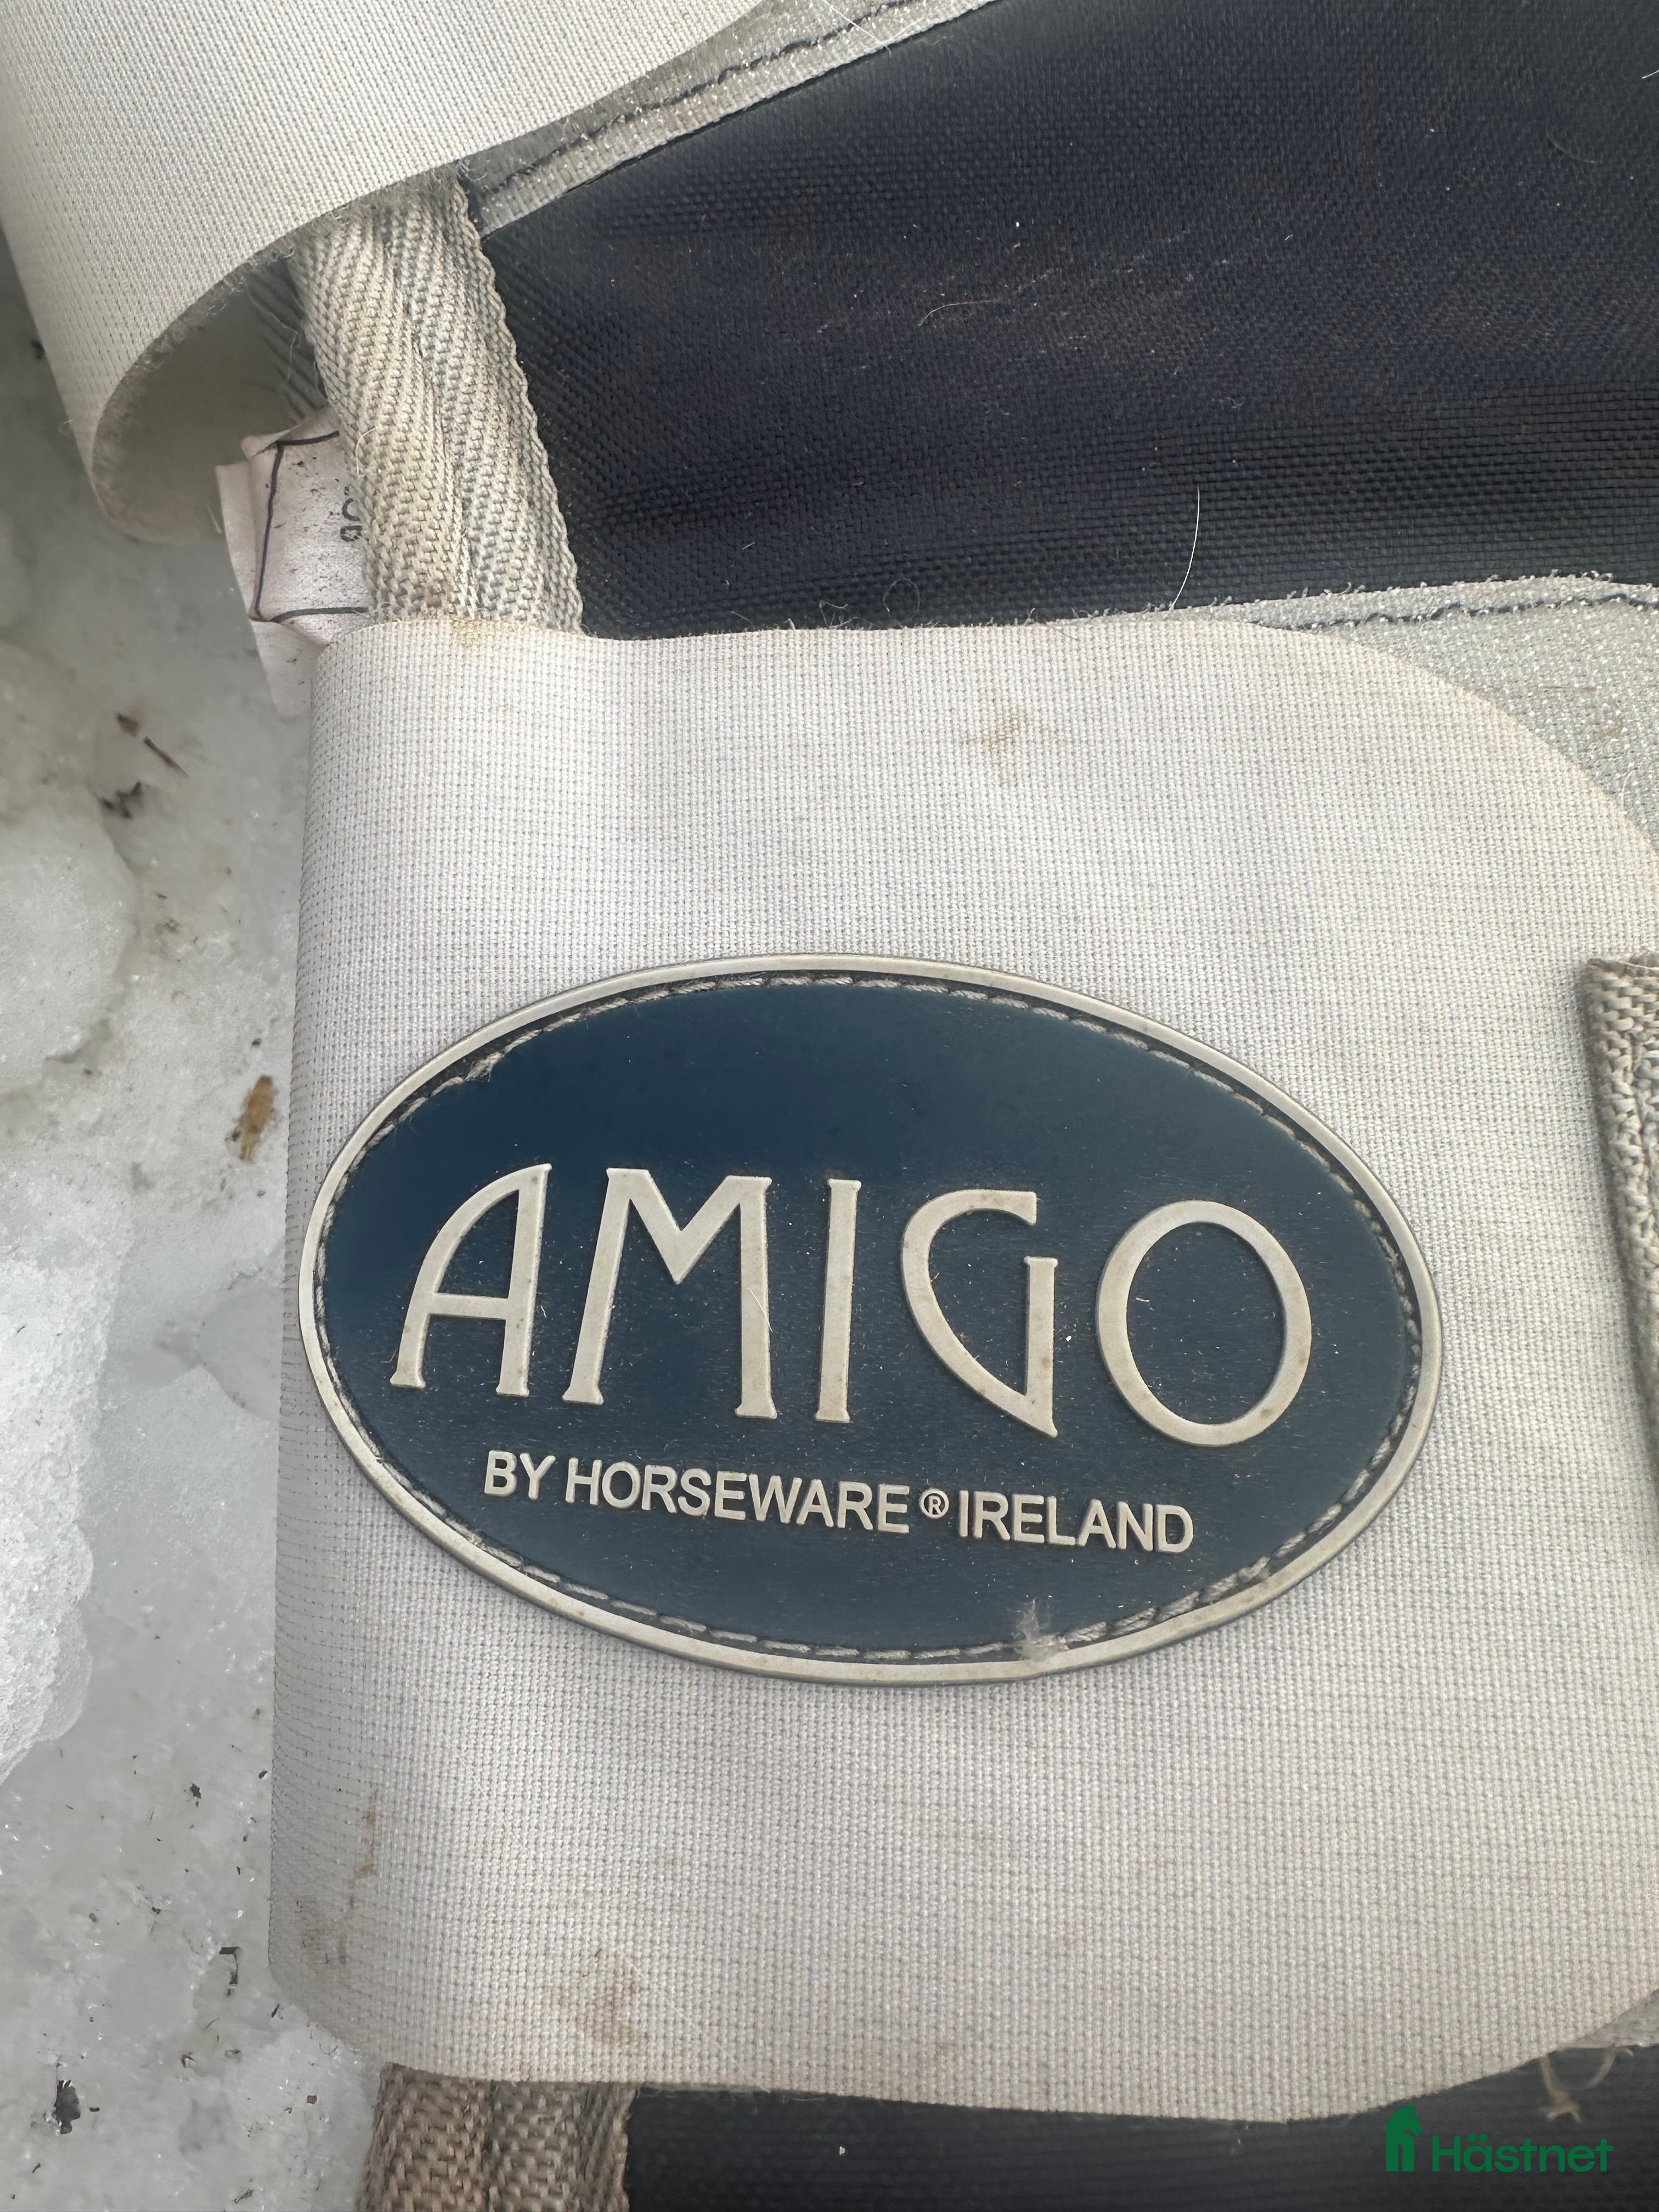 AMIGO
BY HORSEWARE® IRELAND
Hästnet